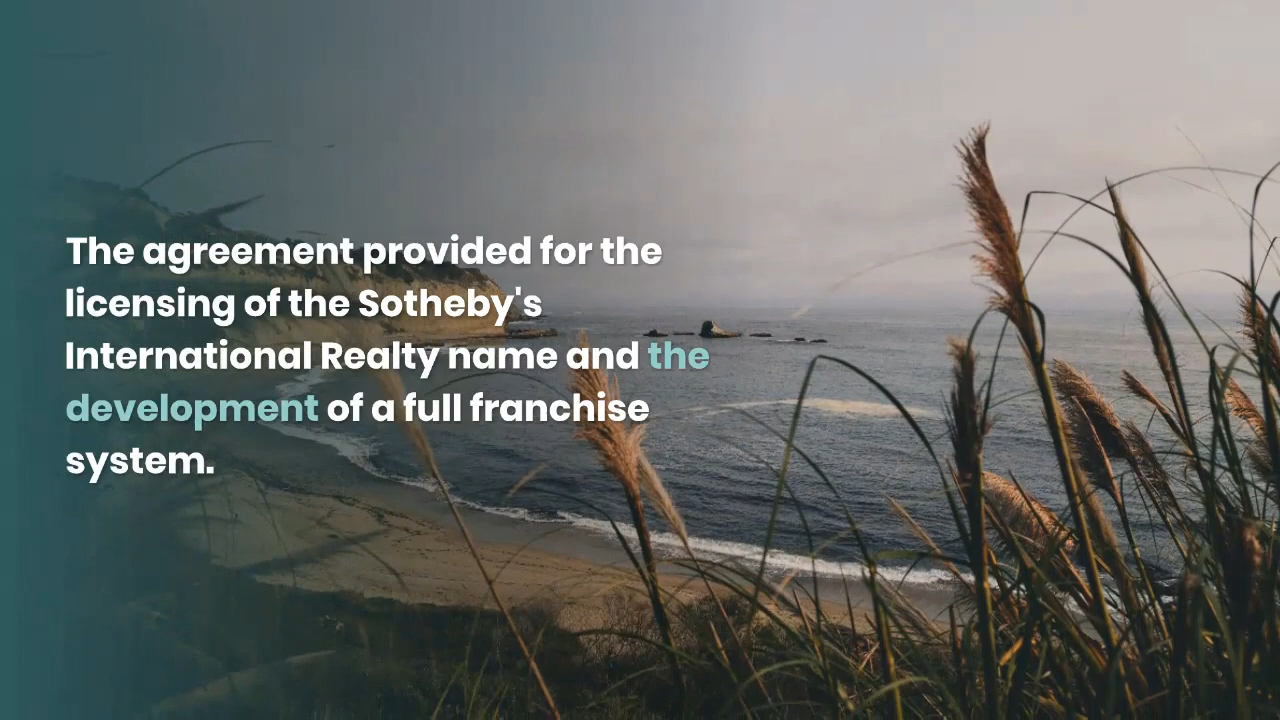 The agreement provided for the
licensing of the Sotheby's
International Realty name and the
development of a full franchise
system.